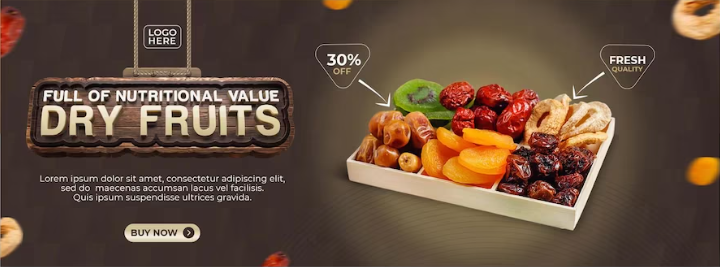 LOGO
HERE
FULL OF NUTRITIONAL VALUE
DRY FRUITS
Lorem ipsum dolor sit amet, consectetur adipiscing elit,
sed do maecenas accumsan lacus vel facilisis.
Quis ipsum suspendisse ultrices gravida.
BUY NOW
30%
OFF
FRESH
QUALITY